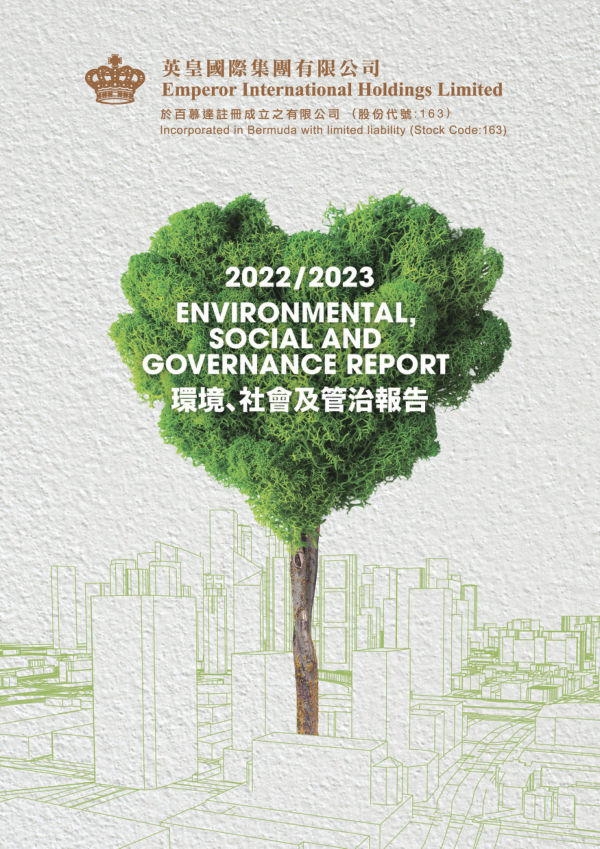 英皇國際集團有限公司
Emperor International Holdings Limited
於百慕達註冊成立之有限公司 (股份代號:163)
Incorporated in Bermuda with limited liability (Stock Code:163)
2022/2023
ENVIRONMENTAL,
SOCIAL AND
GOVERNANCE REPORT
環境、社會及管治報告